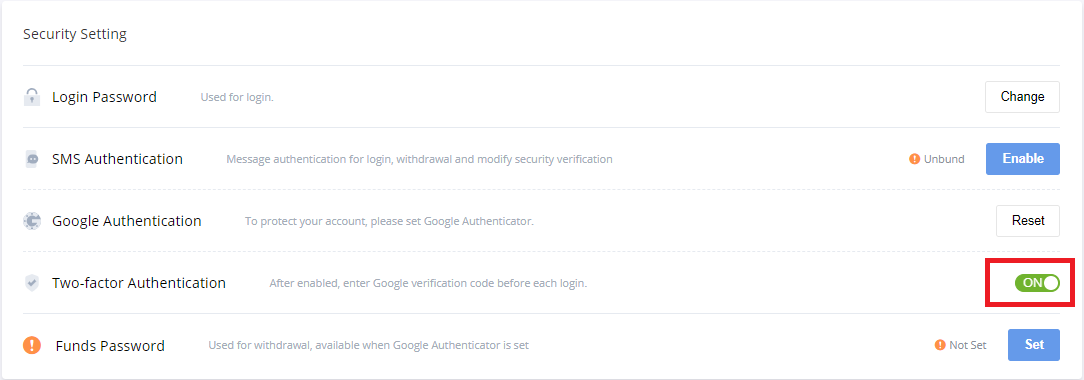 Security Setting
Login Password Used for login. Change
SMS Authentication Message authentication for login, withdrawal and modify security verification Unbund Enable
Google Authentication To protect your account, please set Google Authenticator. Reset
Two-factor Authentication After enabled, enter Google verification code before each login. ON
Funds Password Used for withdrawal, available when Google Authenticator is set Not Set Set